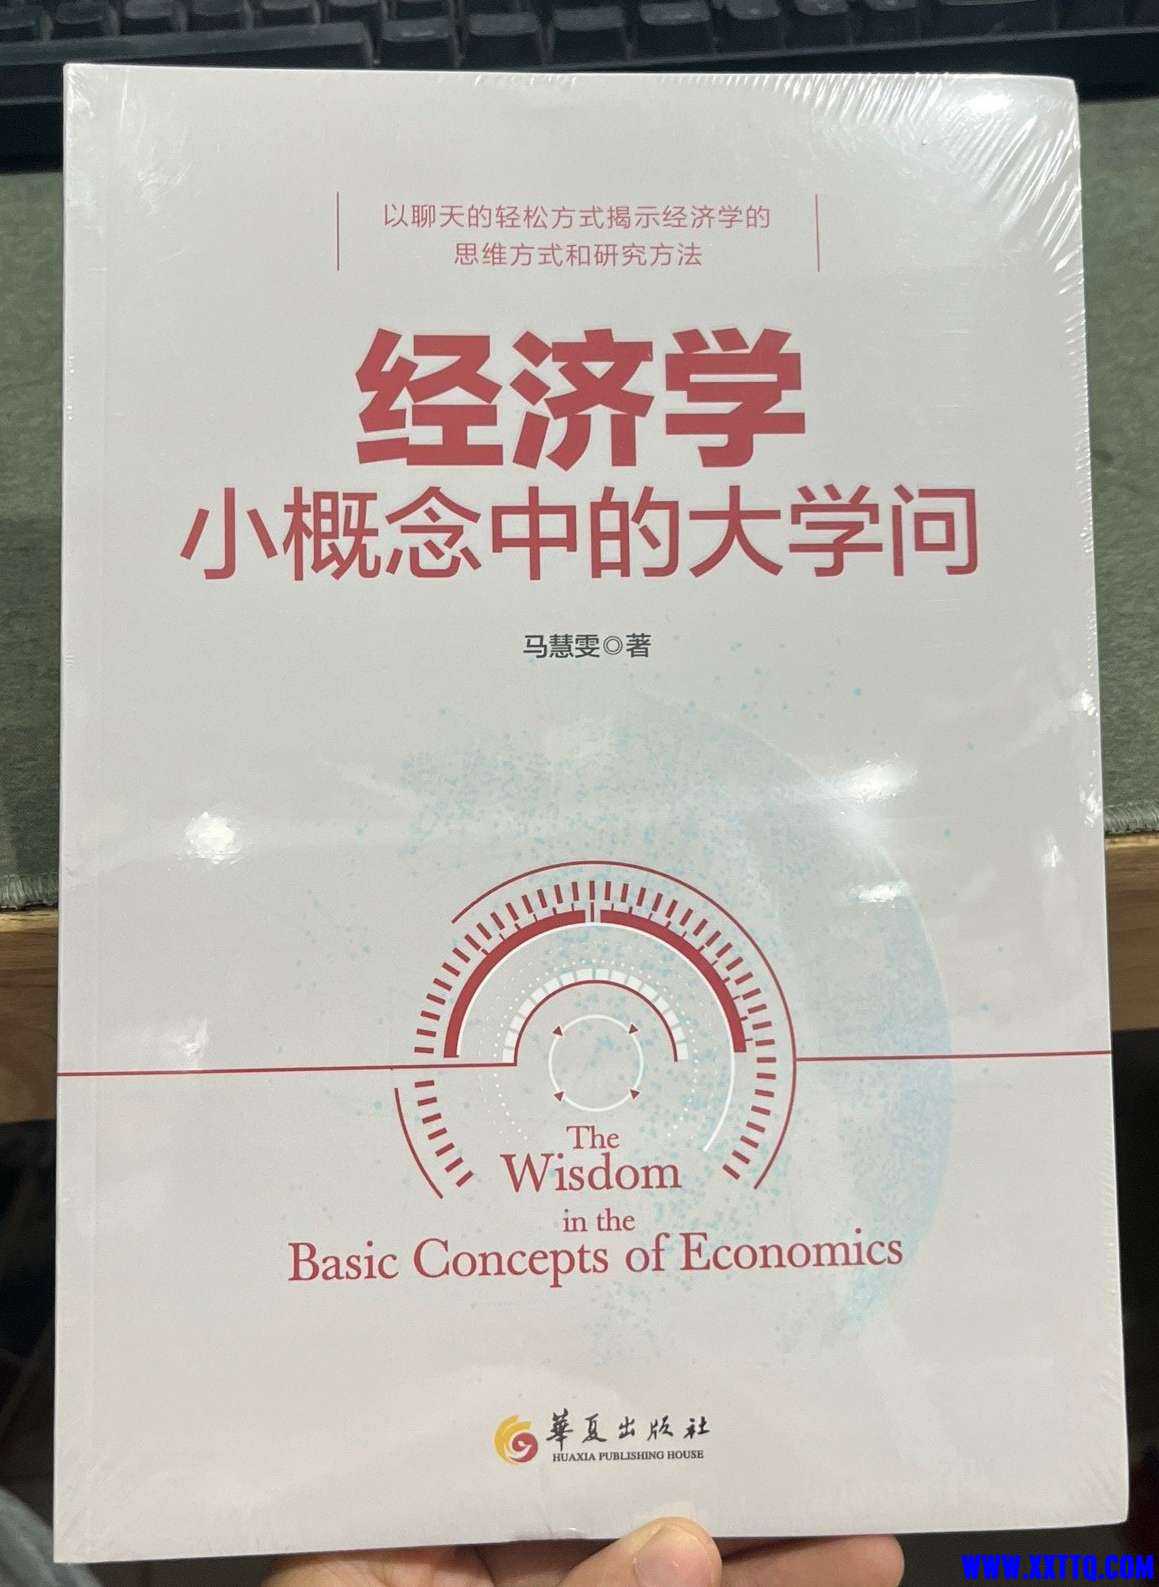 以聊天的轻松方式揭示经济学的
思维方式和研究方法
经济学
小概念中的大学问
马慧雯◎著
The
Wisdom
in the
Basic Concepts of Economics
華夏出版社
HUAXIA PUBLISHING HOUSE
WWW.XXTTQ.COM